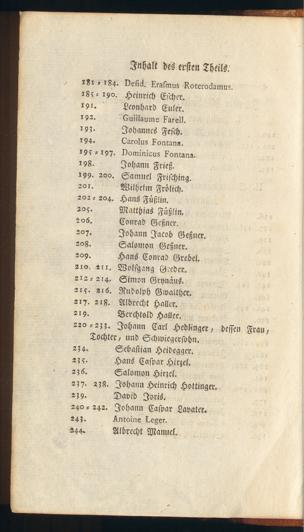 Inhalt des ersten Theils.
181 = 184. Desid. Erasmus Roterodamus.
185 = 190. Heinrich Escher.
191. Leonhard Euler.
192. Guillaume Farell.
193. Johannes Fesch.
194. Carolus Fontana.
195 = 197. Dominicus Fontana.
198. Johann Frieß.
199. 200. Samuel Frisching.
201. Wilhelm Frölich.
202 = 204. Hans Füßlin.
205. Matthias Füßlin.
206. Conrad Geßner.
207. Johann Jacob Geßner.
208. Salomon Geßner.
209. Hans Conrad Grebel.
210. 211. Wolfgang Græder.
212 = 214. Simon Grynäus.
215. 216. Rudolph Gwalther.
217. 218. Albrecht Haller.
219. Berchtold Haller.
220 = 233. Johann Carl Hedlinger, dessen Frau,
Tochter, und Schwiegersohn.
234. Sebastian Heidegger.
235. Hans Caspar Hirzel.
236. Salomon Hirzel.
237. 238. Johann Heinrich Hottinger.
239. David Joris.
240 = 242. Johann Caspar Lavater.
243. Antoine Leger.
244. Albrecht Manuel.